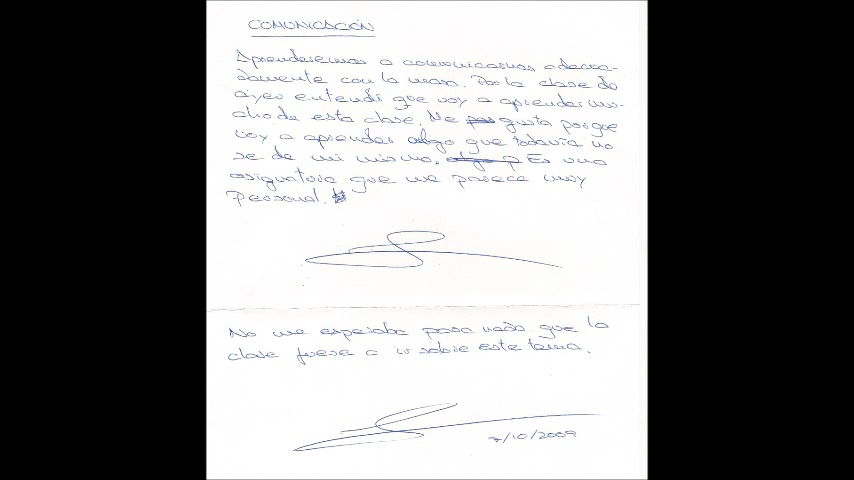 COMUNICACIÓN
Aprenderemos a comunicarnos adecua-
damente con la mano. Por la clase de
ayer entendí que voy a aprender mu-
cho de esta clase. Me gusta porque
voy a aprender algo que todavía no
se de mi mismo. Es una
asignatura que me parece muy
Personal.
No me esperaba para nada que la
clase fuese a ir sobre este tema.
7/10/2009